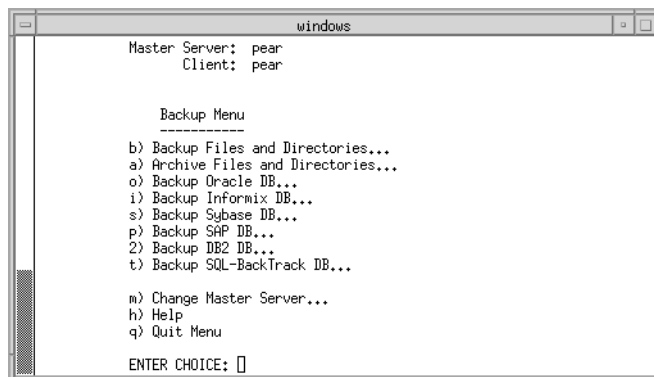 windows
Master Server: pear
Client: pear
Backup Menu
-----------
b) Backup Files and Directories...
a) Archive Files and Directories...
o) Backup Oracle DB...
i) Backup Informix DB...
s) Backup Sybase DB...
p) Backup SAP DB...
2) Backup DB2 DB...
t) Backup SQL-BackTrack DB...
m) Change Master Server...
h) Help
q) Quit Menu
ENTER CHOICE: